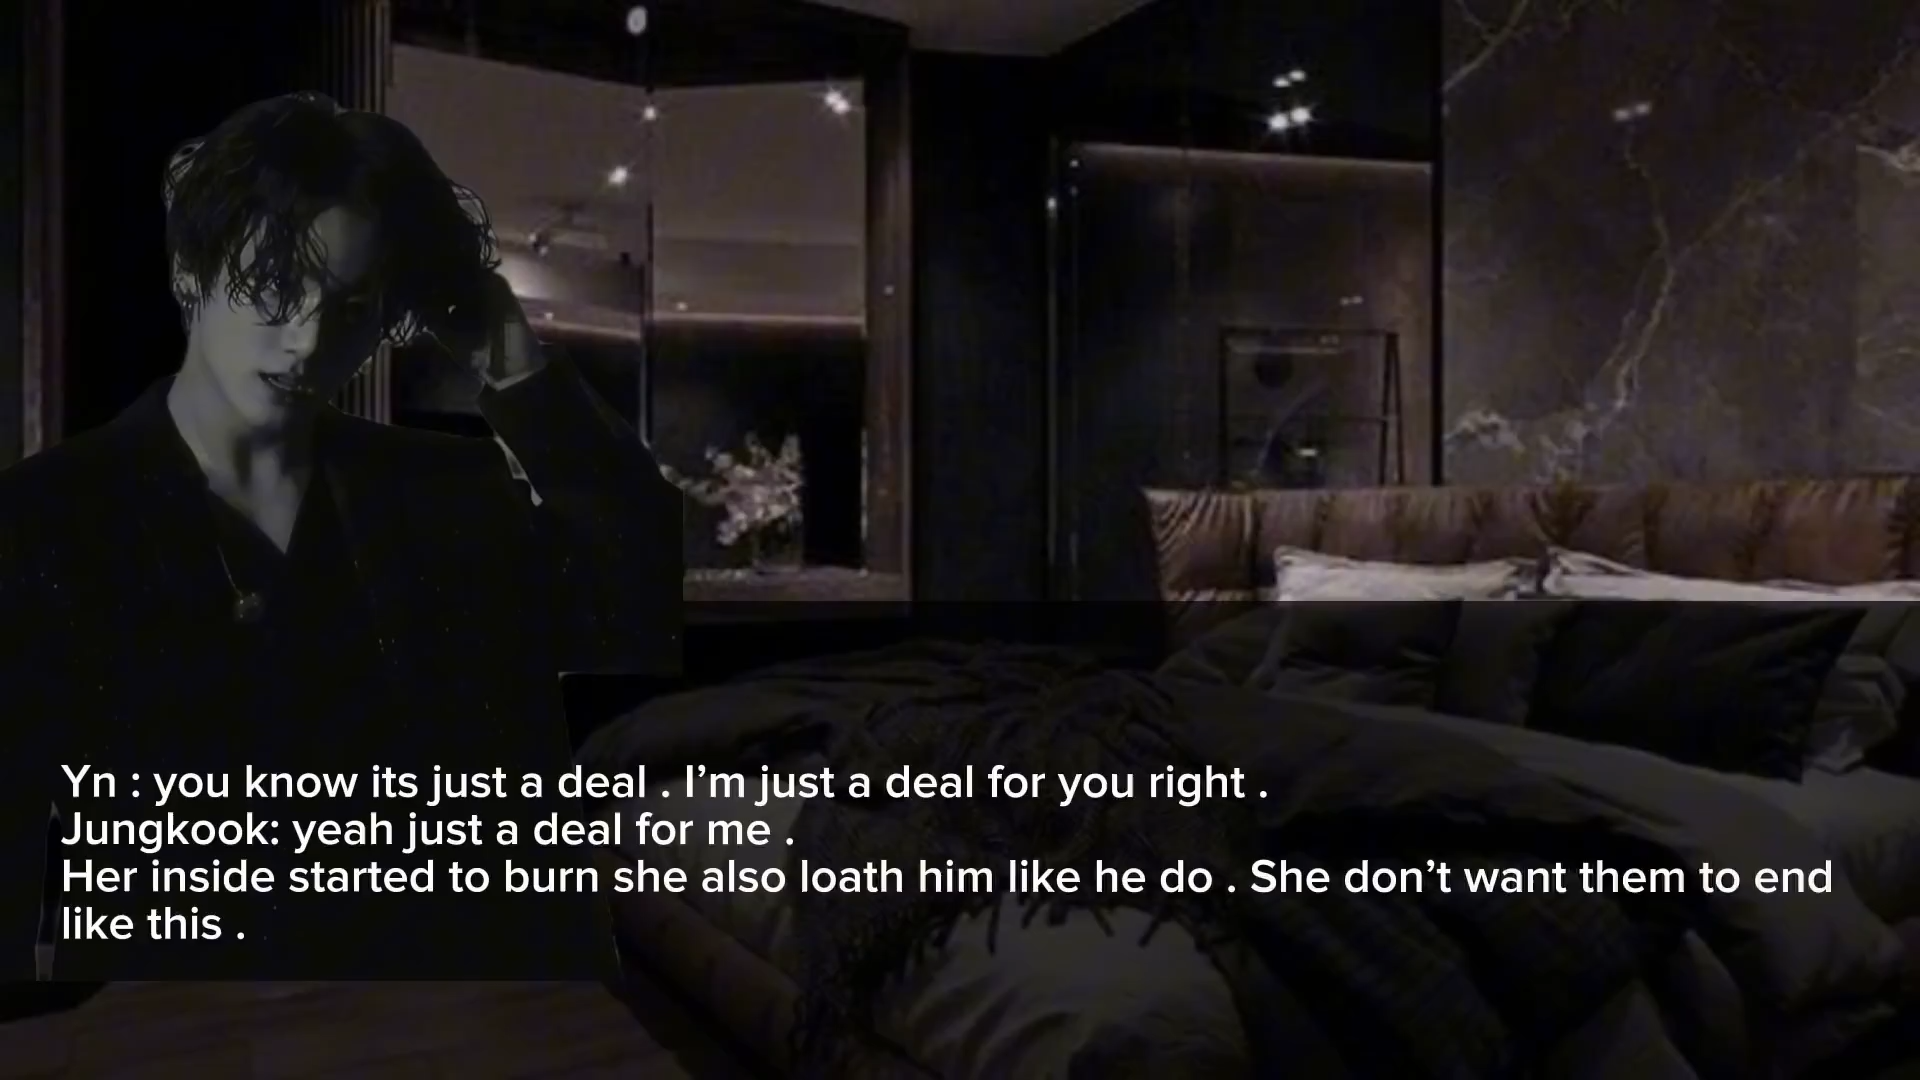 Yn : you know its just a deal . I’m just a deal for you right .
Jungkook: yeah just a deal for me .
Her inside started to burn she also loath him like he do . She don’t want them to end
like this .